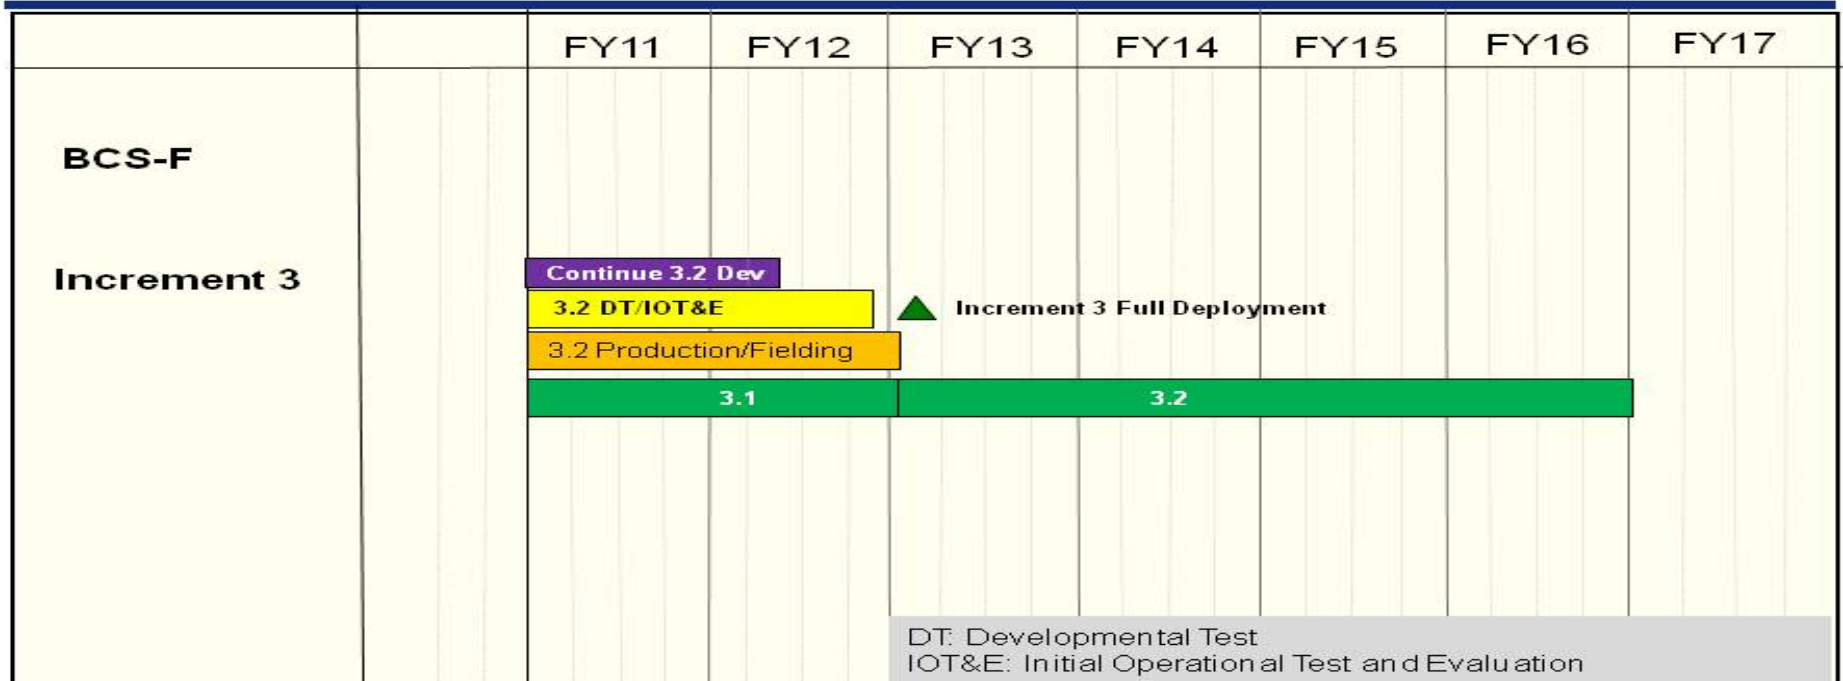 FY11 FY12 FY13 FY14 FY15 FY16 FY17
BCS-F
Increment 3
Continue 3.2 Dev
3.2 DT/IOT&E
Increment 3 Full Deployment
3.2 Production/Fielding
3.1 3.2
DT: Developmental Test
IOT&E: Initial Operational Test and Evaluation